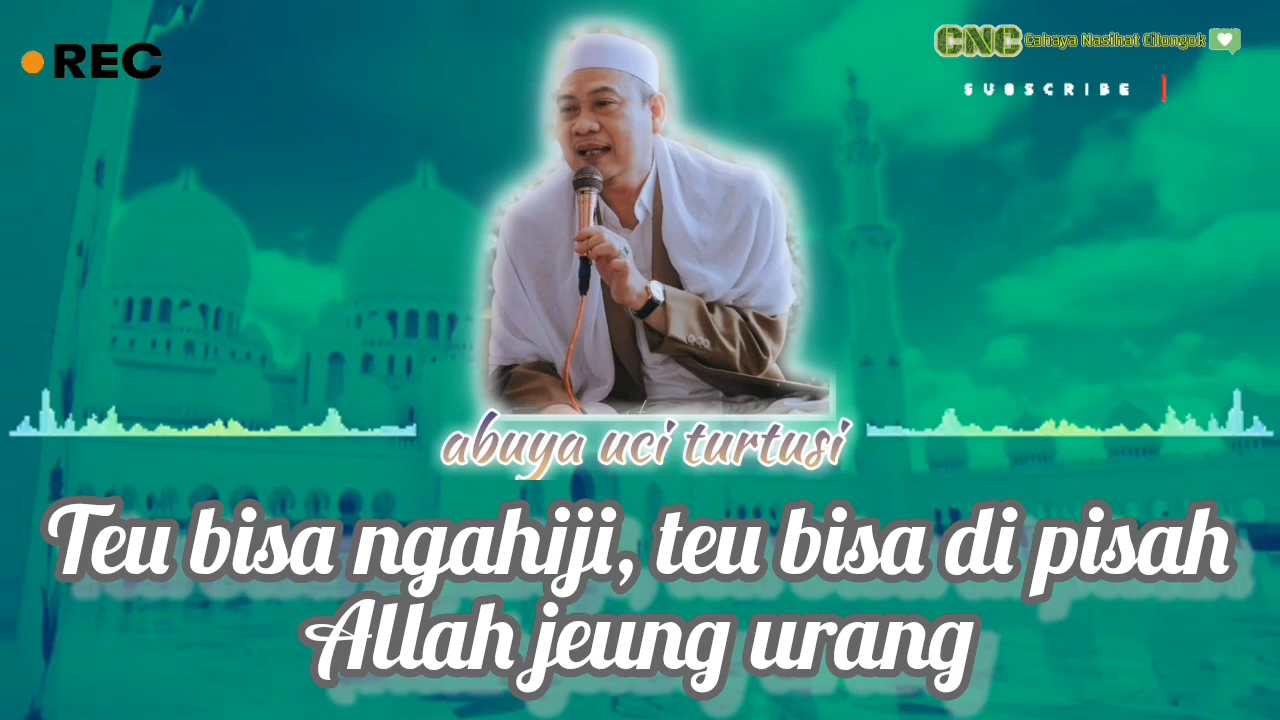 REC
CNC Cahaya Nasihat Cilongok
SUBSCRIBE
abuya uci turtusi
Teu bisa ngahiji, teu bisa di pisah
Allah jeung urang